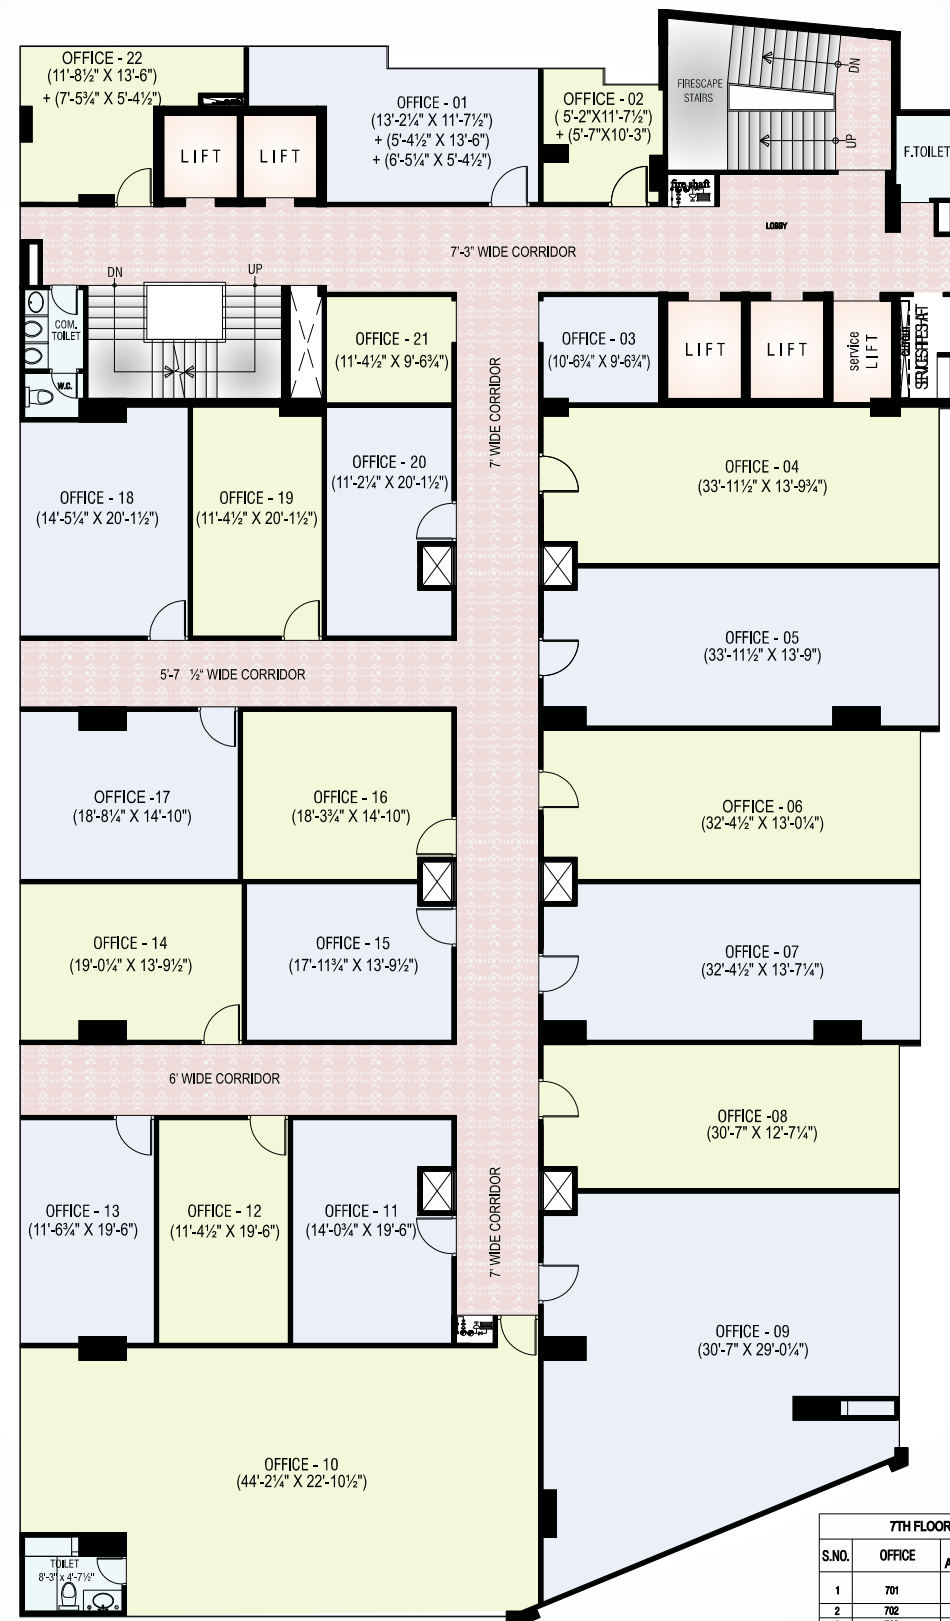 OFFICE - 22
(11'-8½" X 13'-6")
+ (7'-5¾" X 5'-4½")
OFFICE - 01
(13'-2¼" X 11'-7½")
+ (5'-4½" X 13'-6")
+ (6'-5¼" X 5'-4½")
OFFICE - 02
( 5'-2"X11'-7½")
+ (5'-7"X10'-3")
FIRESCAPE
STAIRS
DN
UP
F.TOILET
LIFT
LIFT
fire shaft
LOBBY
7'-3" WIDE CORRIDOR
DN
UP
COM.
TOILET
W.C.
OFFICE - 21
(11'-4½" X 9'-6¾")
7' WIDE CORRIDOR
OFFICE - 03
(10'-6¾" X 9'-6¾")
LIFT
LIFT
service
LIFT
OFFICE - 18
(14'-5¼" X 20'-1½")
OFFICE - 19
(11'-4½" X 20'-1½")
OFFICE - 20
(11'-2¼" X 20'-1½")
OFFICE - 04
(33'-11½" X 13'-9¾")
OFFICE - 05
(33'-11½" X 13'-9")
5'-7 ½" WIDE CORRIDOR
OFFICE -17
(18'-8¼" X 14'-10")
OFFICE - 16
(18'-3¾" X 14'-10")
OFFICE - 06
(32'-4½" X 13'-0¼")
OFFICE - 14
(19'-0¼" X 13'-9½")
OFFICE - 15
(17'-11¾" X 13'-9½")
OFFICE - 07
(32'-4½" X 13'-7¼")
6' WIDE CORRIDOR
OFFICE -08
(30'-7" X 12'-7¼")
OFFICE - 13
(11'-6¾" X 19'-6")
OFFICE - 12
(11'-4½" X 19'-6")
OFFICE - 11
(14'-0¾" X 19'-6")
7' WIDE CORRIDOR
OFFICE - 09
(30'-7" X 29'-0¼")
OFFICE - 10
(44'-2¼" X 22'-10½")
TOILET
8'-3" x 4'-7½"
7TH FLOOR
S.NO. OFFICE A
1 701
2 702